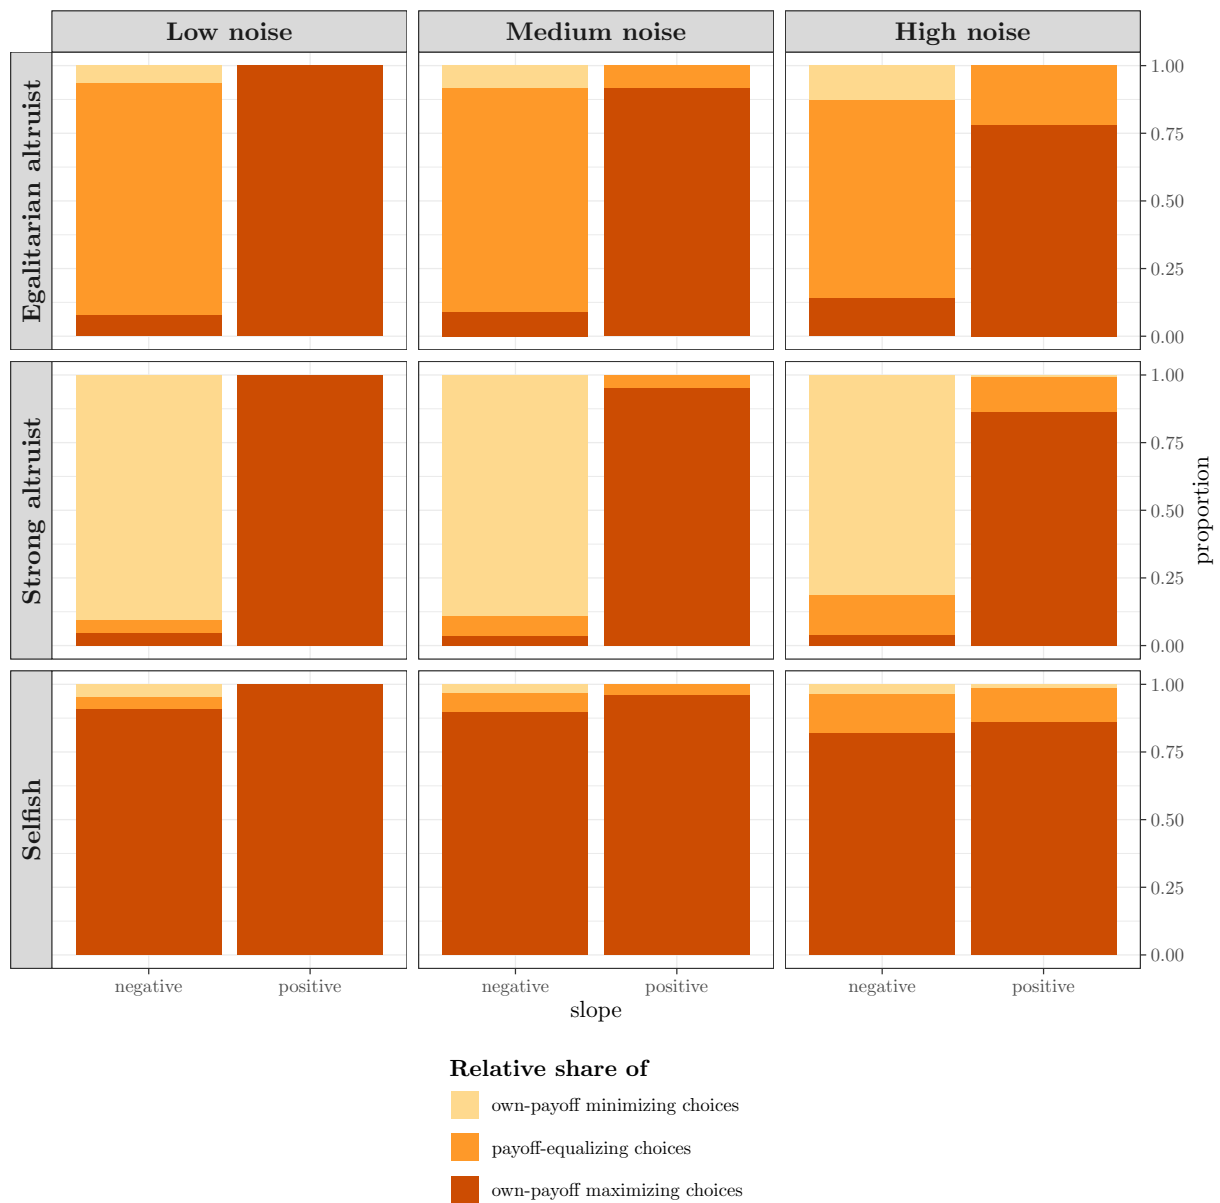 Low noise
Medium noise
High noise
Egalitarian altruist
1.00
0.75
0.50
0.25
0.00
Strong altruist
1.00
0.75
0.50
0.25
0.00
proportion
Selfish
1.00
0.75
0.50
0.25
0.00
negative
positive
negative
positive
negative
positive
slope
Relative share of
own-payoff minimizing choices
payoff-equalizing choices
own-payoff maximizing choices